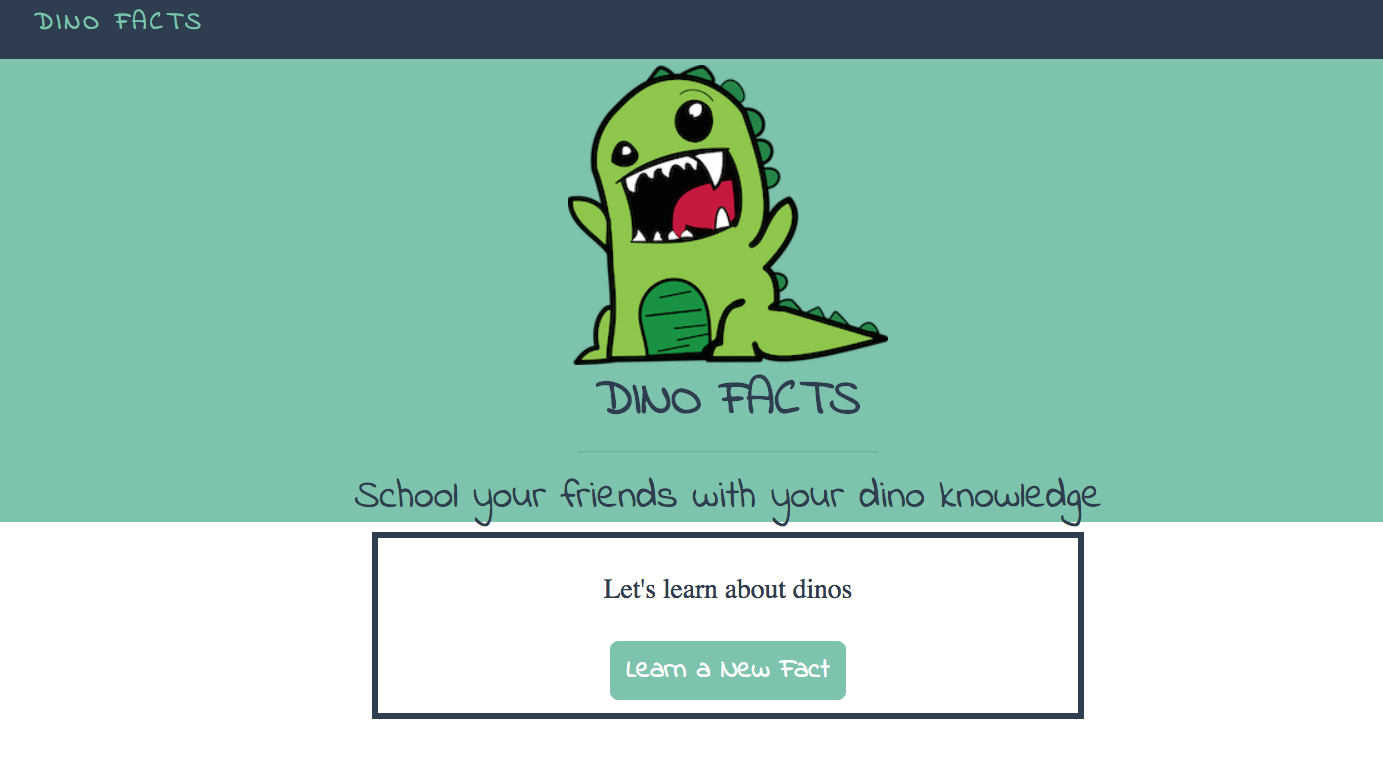 DINO FACTS
DINO FACTS
School your friends with your dino knowledge
Let's learn about dinos
Learn a New Fact